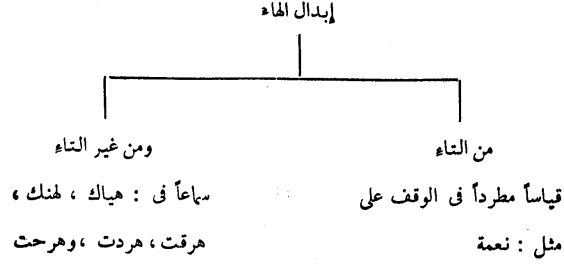 إبدال الهاء
من التاء
قياساً مطرداً فى الوقف على
مثل : نعمة
ومن غير التاء
سماعاً فى : هياك ، لهنك ،
هرقت ، هردت ، وهرحت